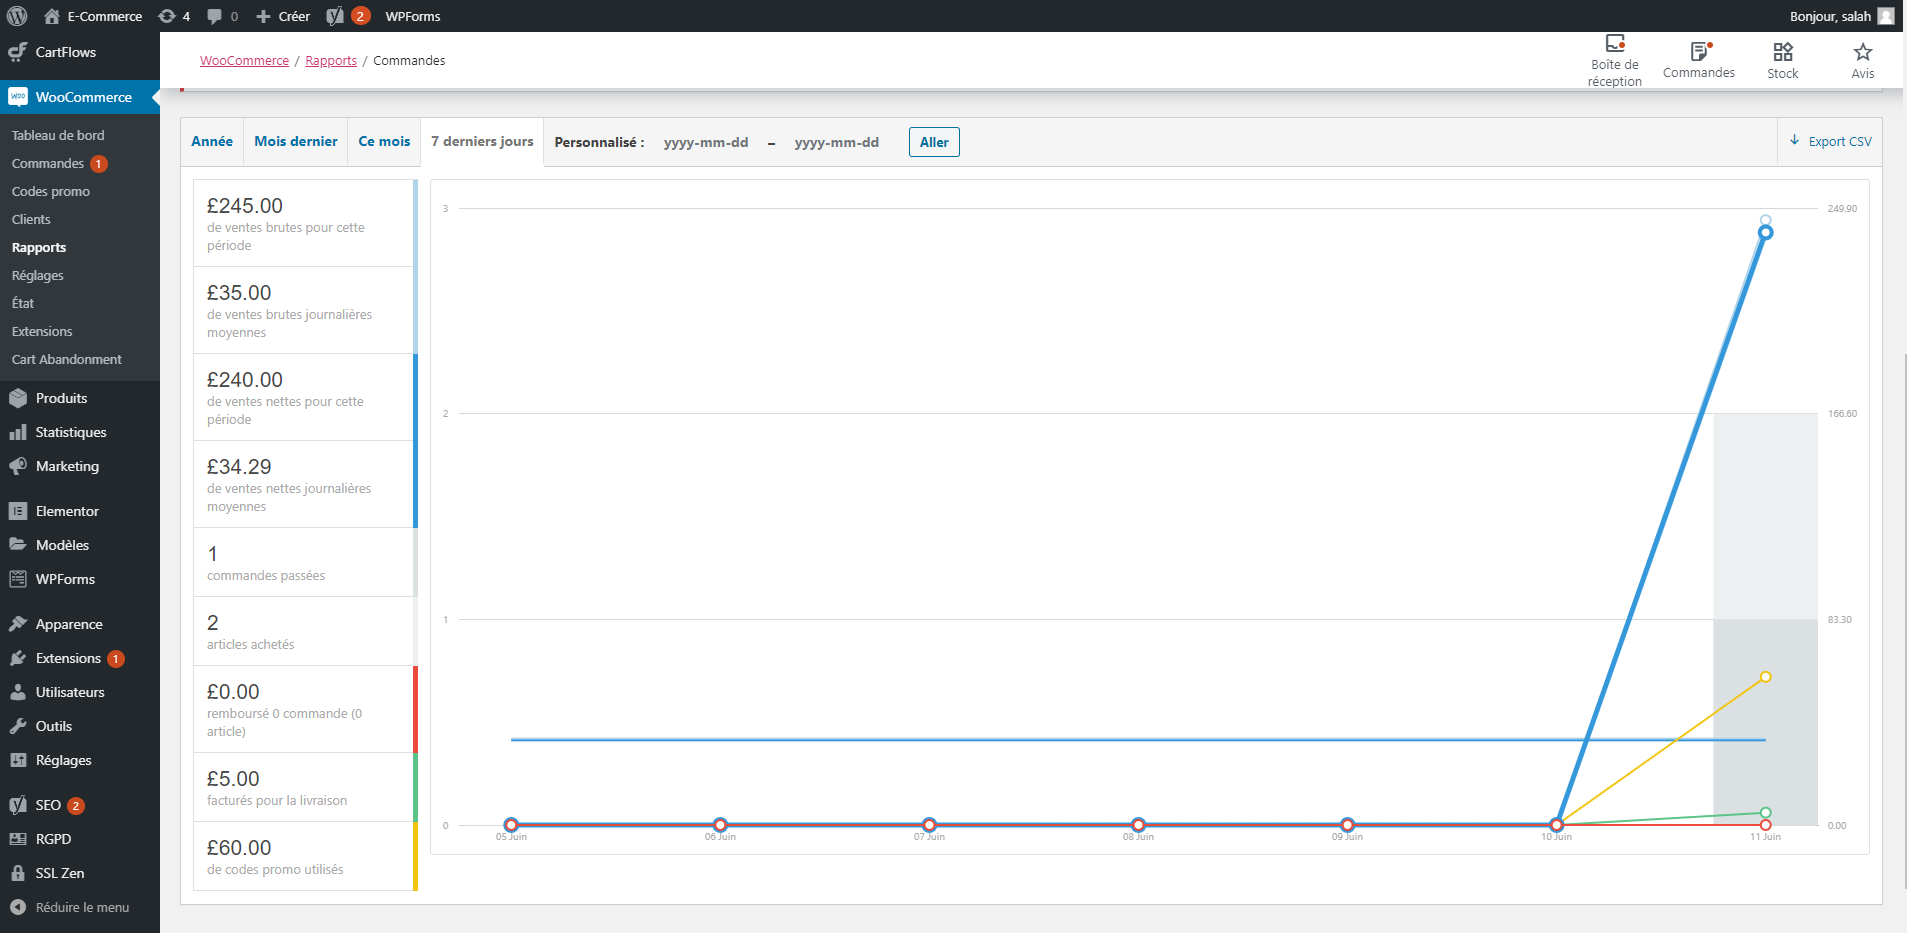 E-Commerce 4 0 Créer 2 WPForms Bonjour, salah
CartFlows
WooCommerce
Tableau de bord
Commandes 1
Codes promo
Clients
Rapports
Réglages
État
Extensions
Cart Abandonment
Produits
Statistiques
Marketing
Elementor
Modèles
WPForms
Apparence
Extensions 1
Utilisateurs
Outils
Réglages
SEO 2
RGPD
SSL Zen
Réduire le menu
WooCommerce / Rapports / Commandes
Boîte de
réception
Commandes
Stock
Avis
Année Mois dernier Ce mois 7 derniers jours Personnalisé : yyyy-mm-dd – yyyy-mm-dd Aller Export CSV
£245.00
de ventes brutes pour cette
période
£35.00
de ventes brutes journalières
moyennes
£240.00
de ventes nettes pour cette
période
£34.29
de ventes nettes journalières
moyennes
1
commandes passées
2
articles achetés
£0.00
remboursé 0 commande (0
article)
£5.00
facturés pour la livraison
£60.00
de codes promo utilisés
3 249.90
2 166.60
1 83.30
0 0.00
05 Juin 06 Juin 07 Juin 08 Juin 09 Juin 10 Juin 11 Juin